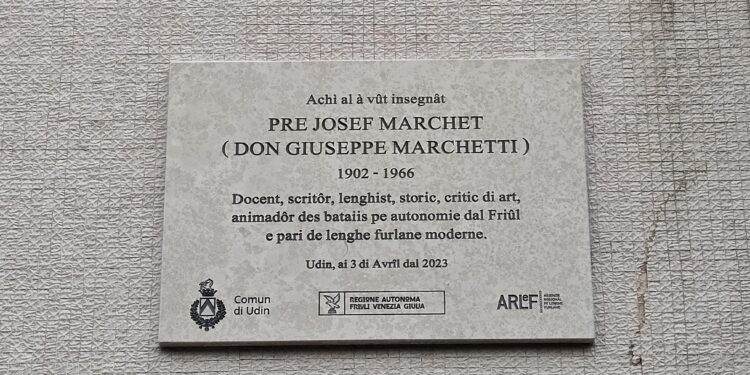 Achì al à vût insegnât
PRE JOSEF MARCHET
( DON GIUSEPPE MARCHETTI )
1902 - 1966
Docent, scritôr, lenghist, storic, critic di art,
animadôr des bataiis pe autonomie dal Friûl
e pari de lenghe furlane moderne.
Udin, ai 3 di Avrîl dal 2023
Comun
di Udin
REGIONE AUTONOMA
FRIULI VENEZIA GIULIA
ARLeF